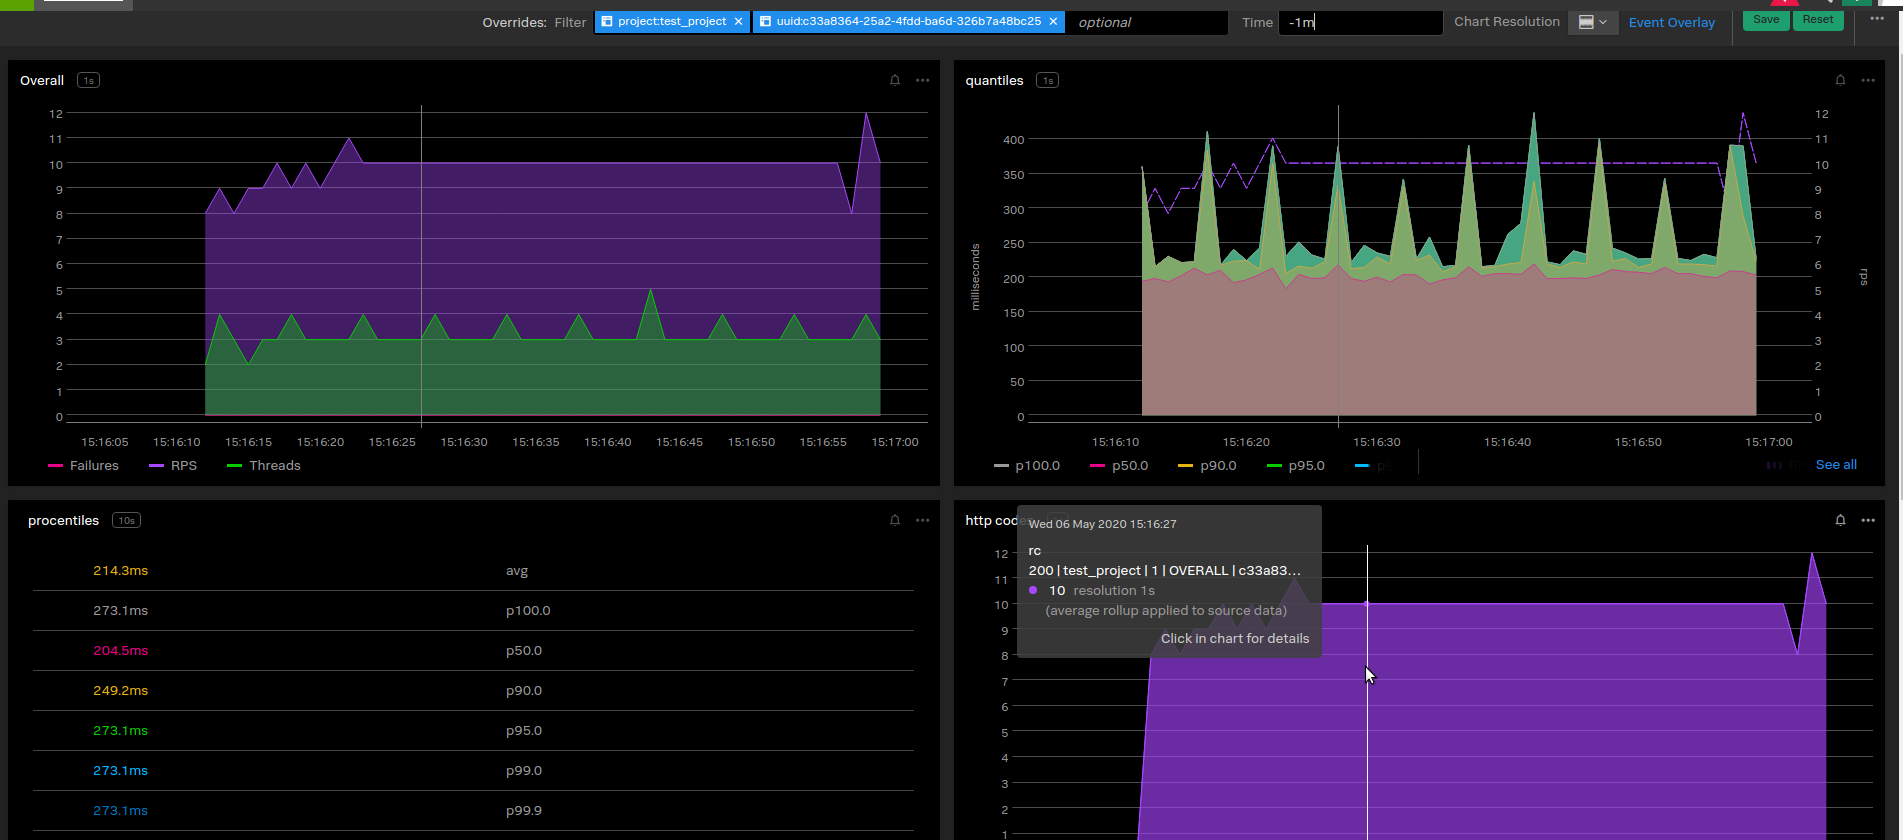 Overrides: Filter project:test_project × uuid:c33a8364-25a2-4fdd-ba6d-326b7a48bc25 × optional Time -1m Chart Resolution Event Overlay Save Reset
Overall 1s
12
11
10
9
8
7
6
5
4
3
2
1
0
15:16:05 15:16:10 15:16:15 15:16:20 15:16:25 15:16:30 15:16:35 15:16:40 15:16:45 15:16:50 15:16:55 15:17:00
Failures RPS Threads
quantiles 1s
milliseconds
400
350
300
250
200
150
100
50
0
12
11
10
9
8
7
6
5
4
3
2
1
0
rps
15:16:10 15:16:20 15:16:30 15:16:40 15:16:50 15:17:00
p100.0 p50.0 p90.0 p95.0 See all
procentiles 10s
214.3ms avg
273.1ms p100.0
204.5ms p50.0
249.2ms p90.0
273.1ms p95.0
273.1ms p99.0
273.1ms p99.9
http cod
12
11
10
9
8
7
6
5
4
3
2
1
Wed 06 May 2020 15:16:27
rc
200 | test_project | 1 | OVERALL | c33a83...
10 resolution 1s
(average rollup applied to source data)
Click in chart for details